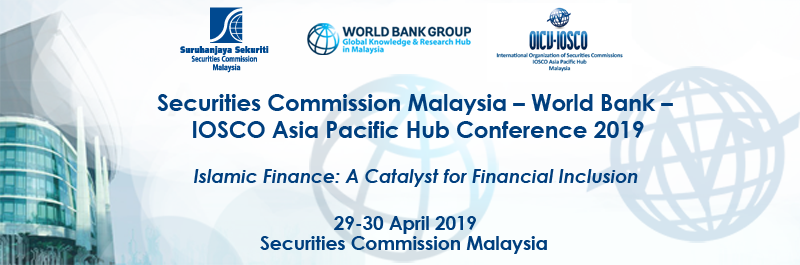 Suruhanjaya Sekuriti
Securities Commission
Malaysia
WORLD BANK GROUP
Global Knowledge & Research Hub
in Malaysia
OICU-IOSCO
International Organization of Securities Commissions
IOSCO Asia Pacific Hub
Malaysia
Securities Commission Malaysia – World Bank –
IOSCO Asia Pacific Hub Conference 2019
Islamic Finance: A Catalyst for Financial Inclusion
29-30 April 2019
Securities Commission Malaysia